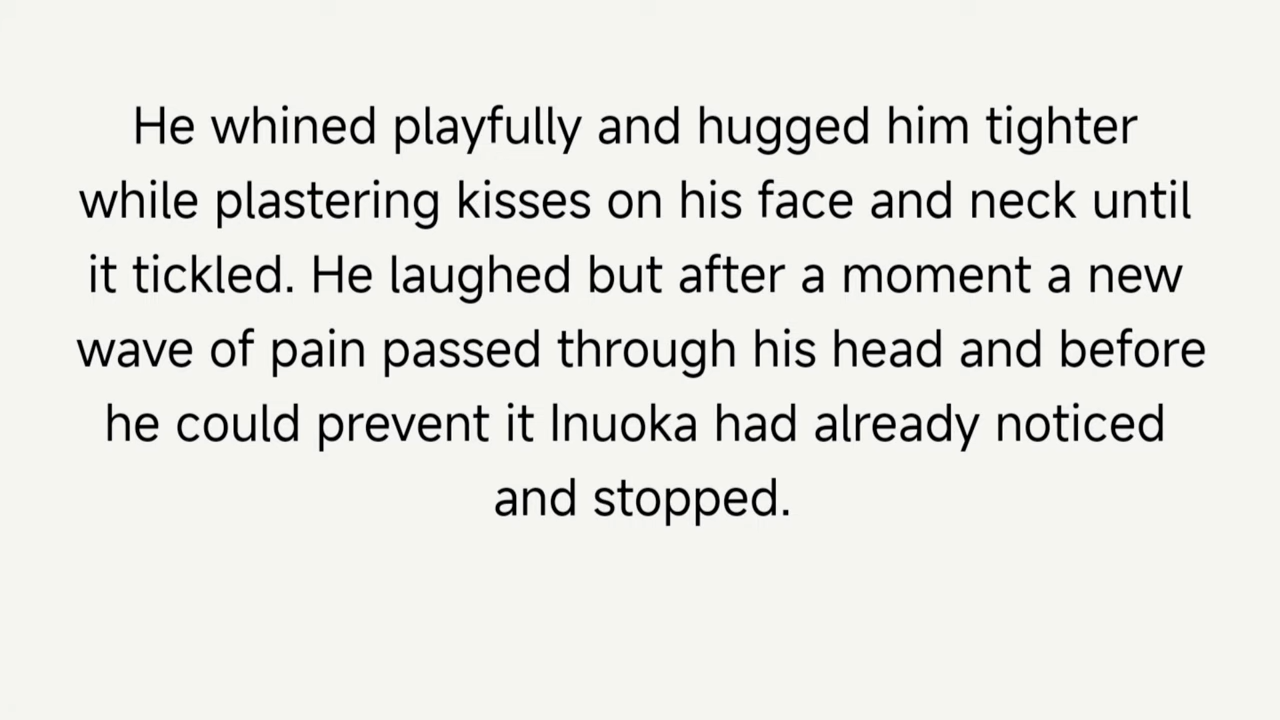 He whined playfully and hugged him tighter
while plastering kisses on his face and neck until
it tickled. He laughed but after a moment a new
wave of pain passed through his head and before
he could prevent it Inuoka had already noticed
and stopped.